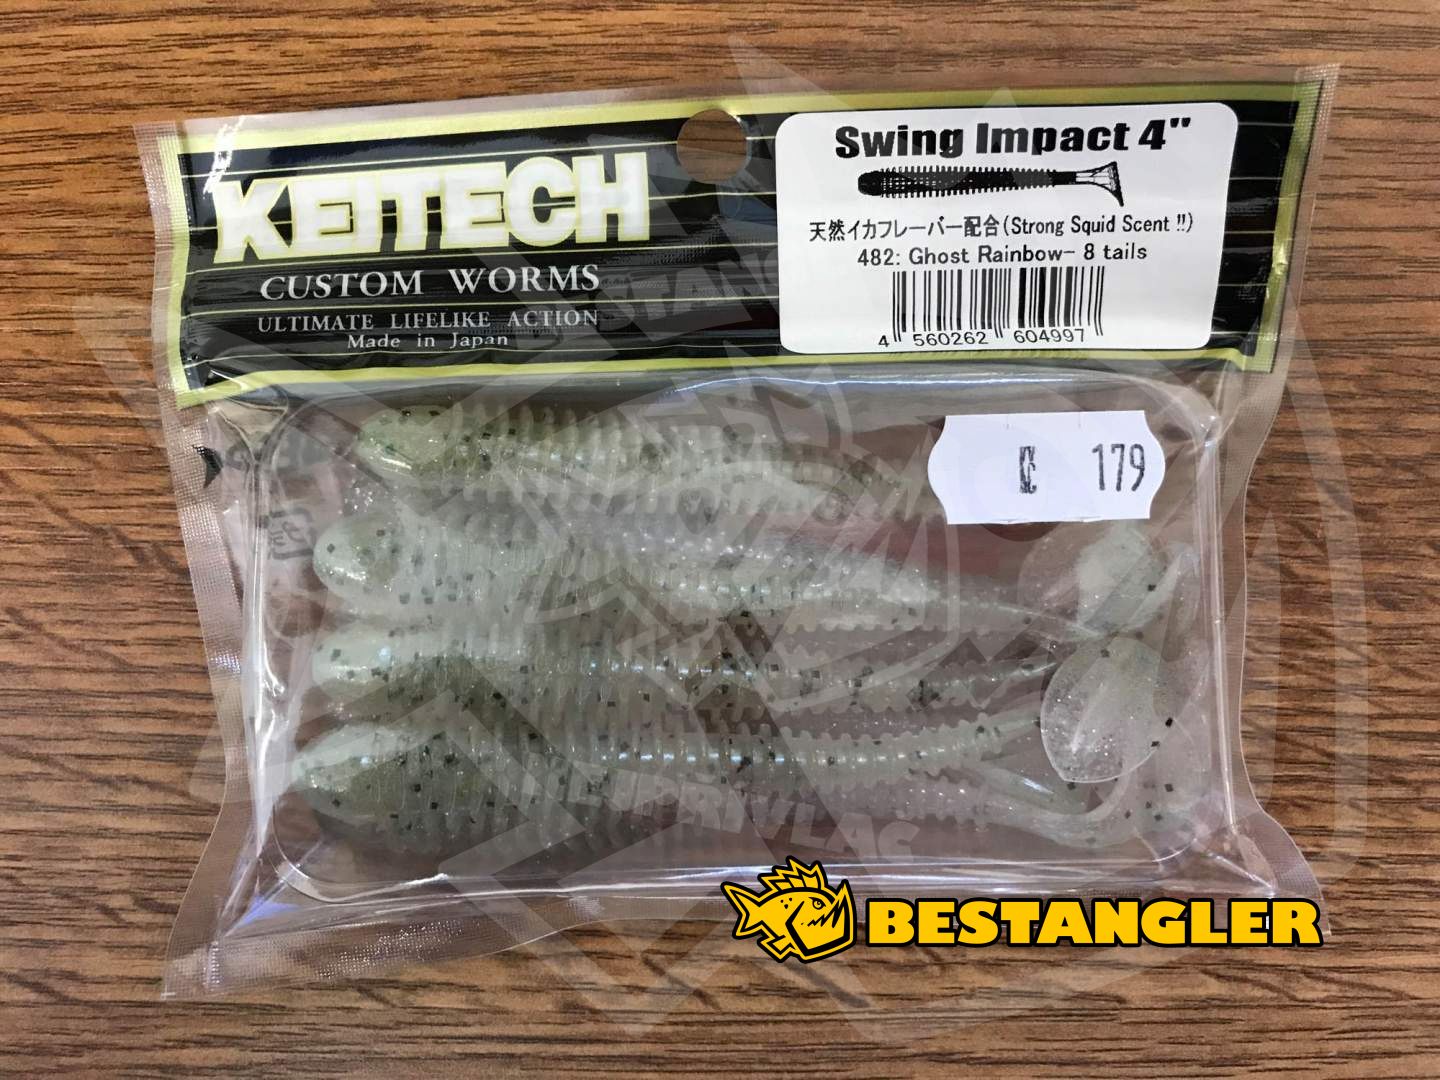 KEITECH
CUSTOM WORMS
ULTIMATE LIFELIKE ACTION
Made in Japan
Swing Impact 4"
天然イカフレーバー配合(Strong Squid Scent !!)
482: Ghost Rainbow- 8 tails
4 560262 604997
179
BESTANGLER
BESTANGLER